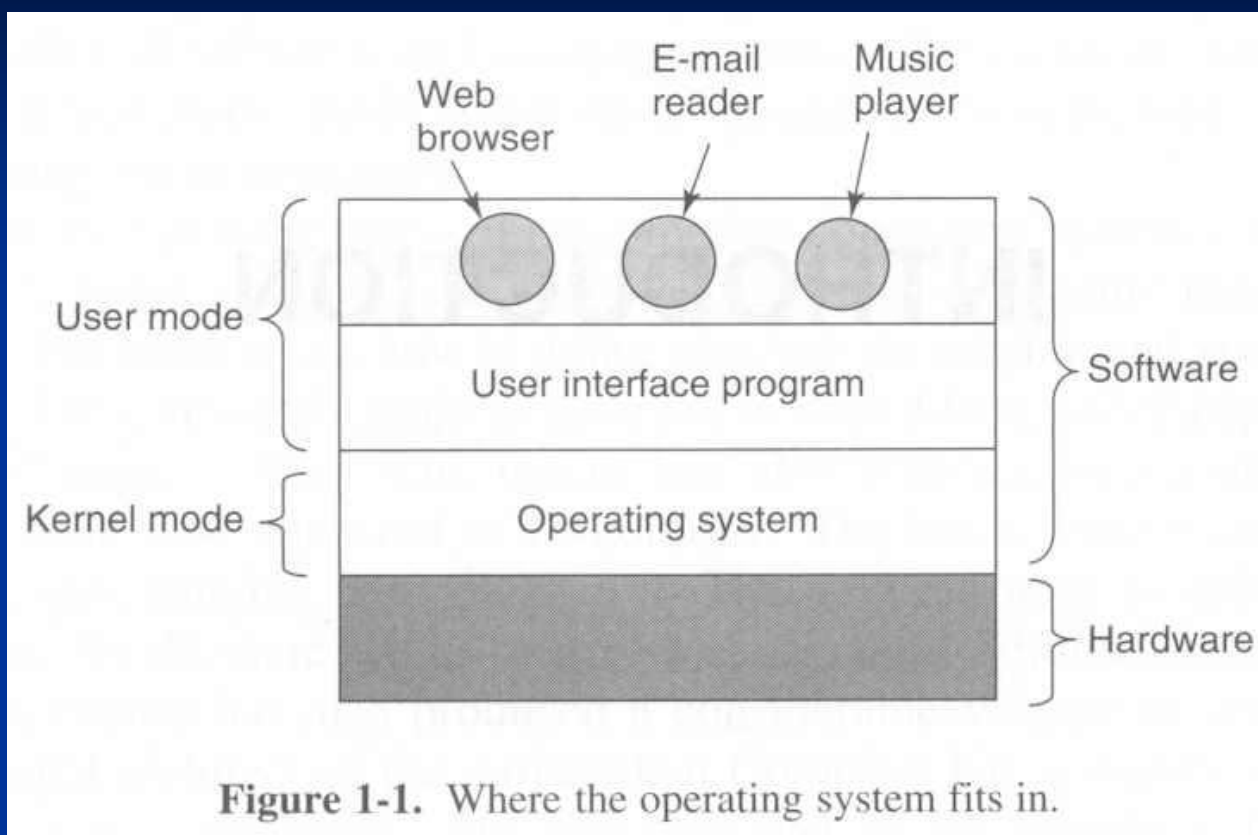 Web
browser
E-mail
reader
Music
player
User mode
User interface program
Software
Kernel mode
Operating system
Hardware
Figure 1-1. Where the operating system fits in.